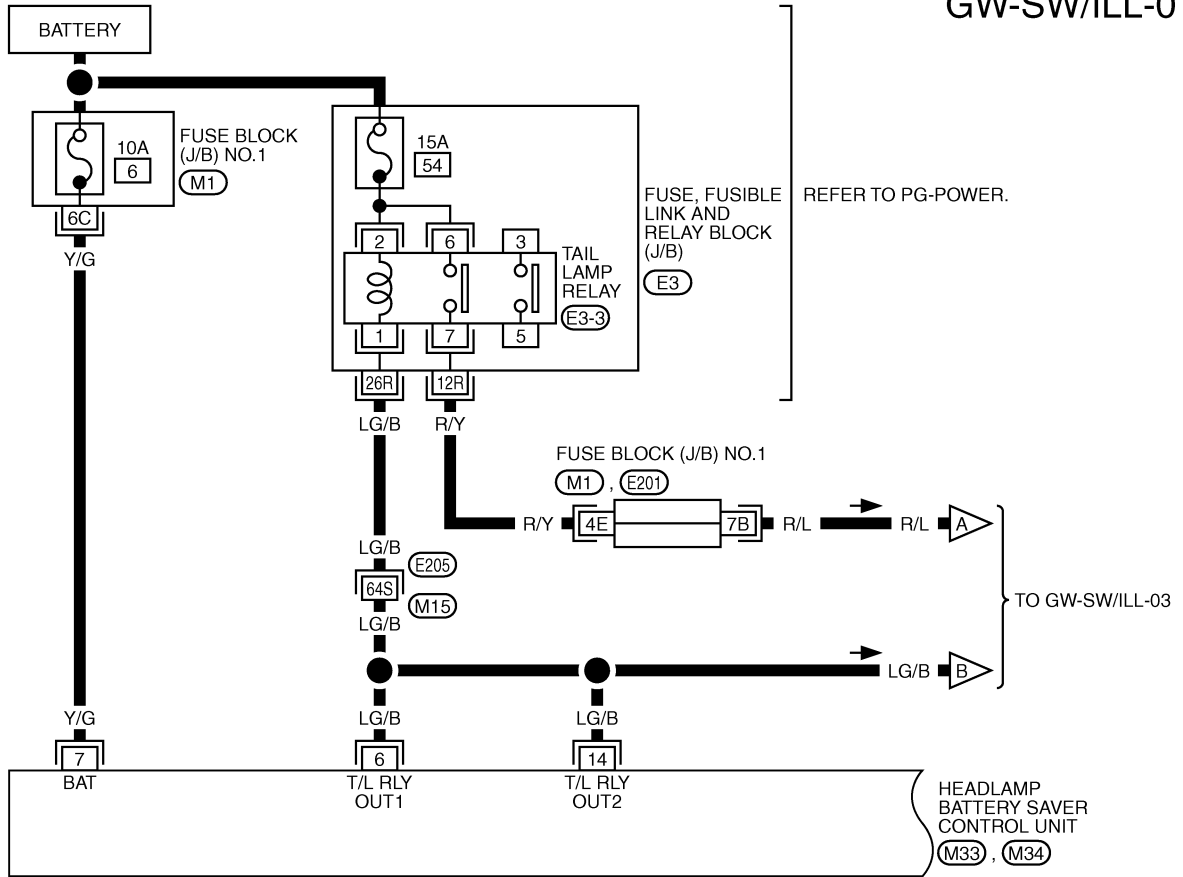 GW-SW/ILL-0
BATTERY
10A
6
FUSE BLOCK
(J/B) NO.1
M1
6C
Y/G
15A
54
2
6
3
TAIL
LAMP
RELAY
E3-3
1
7
5
26R
12R
FUSE, FUSIBLE
LINK AND
RELAY BLOCK
(J/B)
E3
REFER TO PG-POWER.
LG/B
R/Y
FUSE BLOCK (J/B) NO.1
M1 , E201
R/Y
4E
7B
R/L
R/L
A
LG/B
E205
64S
M15
LG/B
TO GW-SW/ILL-03
LG/B
B
Y/G
LG/B
LG/B
7
6
14
BAT
T/L RLY
OUT1
T/L RLY
OUT2
HEADLAMP
BATTERY SAVER
CONTROL UNIT
M33 , M34